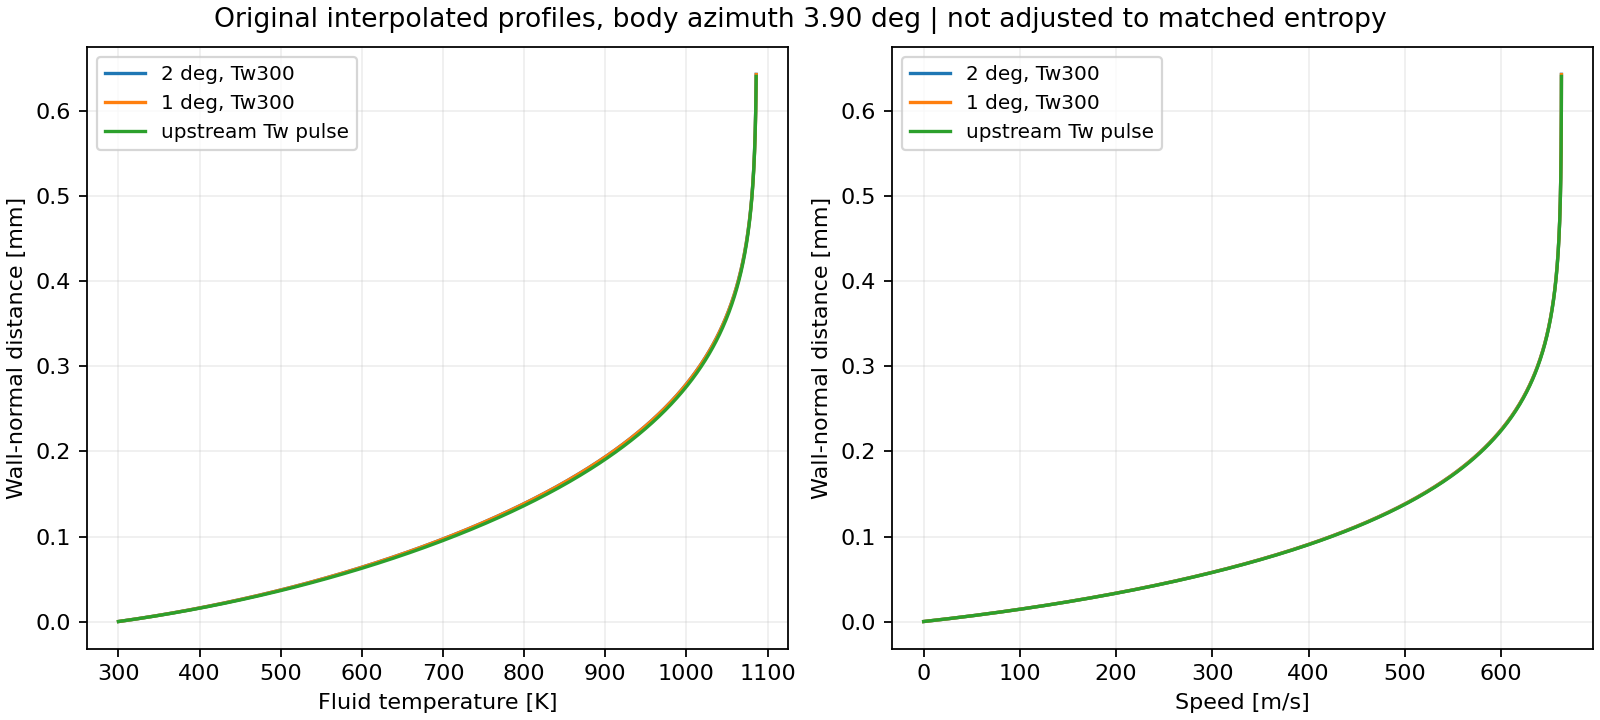 Original interpolated profiles, body azimuth 3.90 deg | not adjusted to matched entropy
2 deg, Tw300
1 deg, Tw300
upstream Tw pulse
0.6
0.5
0.4
0.3
0.2
0.1
0.0
Wall-normal distance [mm]
300 400 500 600 700 800 900 1000 1100
Fluid temperature [K]
2 deg, Tw300
1 deg, Tw300
upstream Tw pulse
0.6
0.5
0.4
0.3
0.2
0.1
0.0
Wall-normal distance [mm]
0 100 200 300 400 500 600
Speed [m/s]